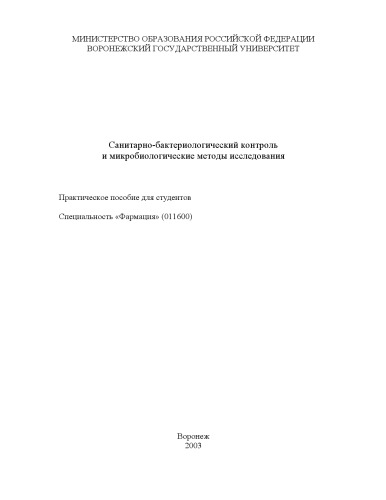 МИНИСТЕРСТВО ОБРАЗОВАНИЯ РОССИЙСКОЙ ФЕДЕРАЦИИ
ВОРОНЕЖСКИЙ ГОСУДАРСТВЕННЫЙ УНИВЕРСИТЕТ
Санитарно-бактериологический контроль
и микробиологические методы исследования
Практическое пособие для студентов
Специальность «Фармация» (011600)
Воронеж
2003